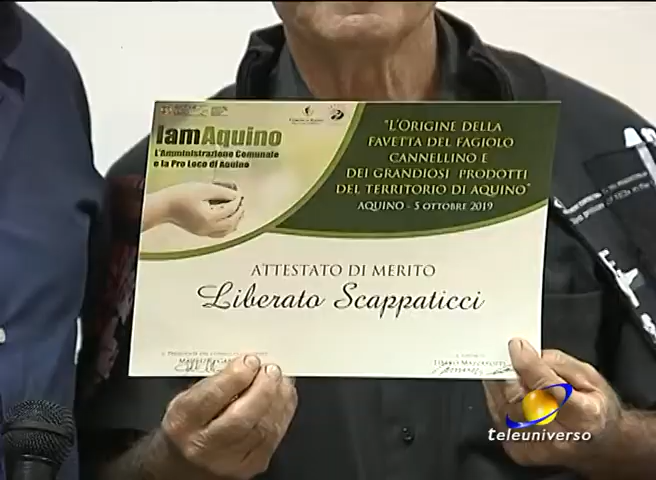 IamAquino
L'Amministrazione Comunale
e la Pro Loco di Aquino
"L'ORIGINE DELLA
FAVETTA DEL FAGIOLO
CANNELLINO E
DEI GRANDIOSI PRODOTTI
DEL TERRITORIO DI AQUINO"
AQUINO - 5 OTTOBRE 2019
ATTESTATO DI MERITO
Liberato Scappaticci
teleuniverso